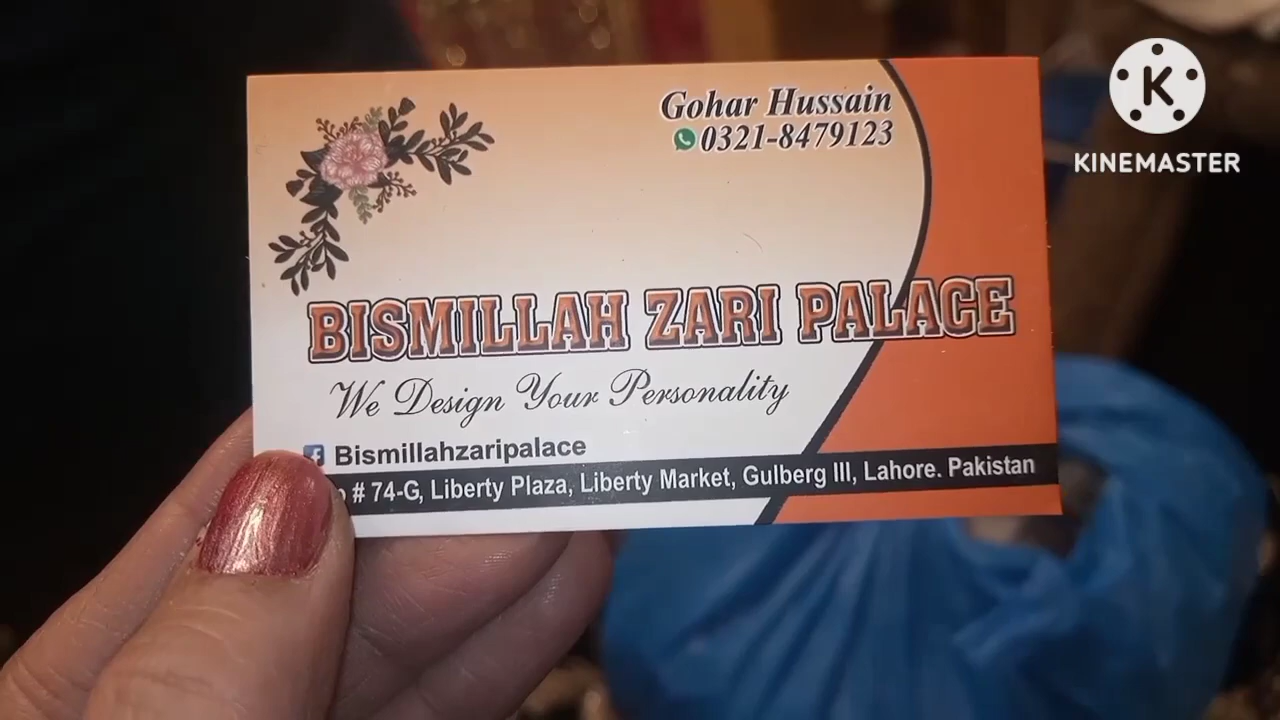 Gohar Hussain
0321-8479123
BISMILLAH ZARI PALACE
We Design Your Personality
Bismillahzaripalace
# 74-G, Liberty Plaza, Liberty Market, Gulberg III, Lahore. Pakistan
K
KINEMASTER